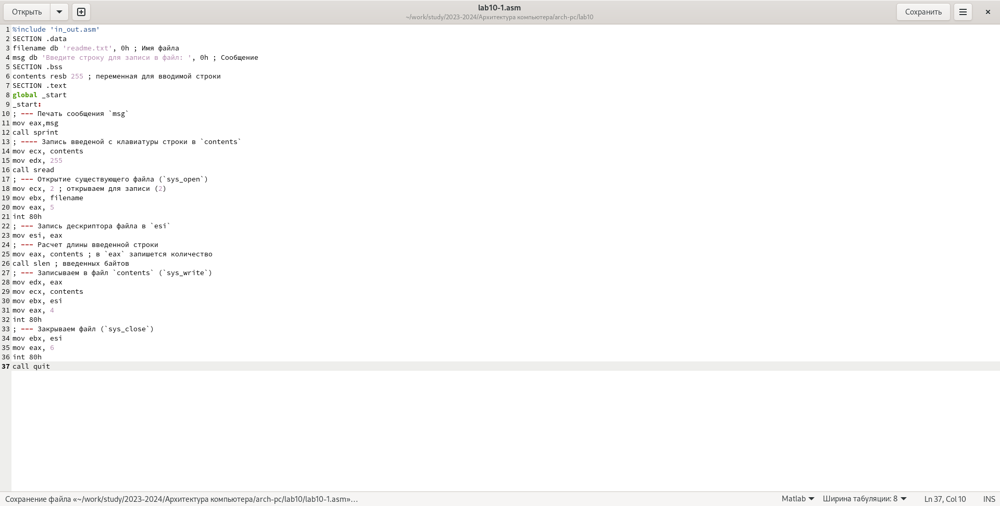 Открыть
lab10-1.asm
~/work/study/2023-2024/Архитектура компьютера/arch-pc/lab10
Сохранить
1 %include 'in_out.asm'
2 SECTION .data
3 filename db 'readme.txt', 0h ; Имя файла
4 msg db 'Введите строку для записи в файл: ', 0h ; Сообщение
5 SECTION .bss
6 contents resb 255 ; переменная для вводимой строки
7 SECTION .text
8 global _start
9 _start:
10 ; --- Печать сообщения `msg`
11 mov eax,msg
12 call sprint
13 ; ---- Запись введеной с клавиатуры строки в `contents`
14 mov ecx, contents
15 mov edx, 255
16 call sread
17 ; --- Открытие существующего файла (`sys_open`)
18 mov ecx, 2 ; открываем для записи (2)
19 mov ebx, filename
20 mov eax, 5
21 int 80h
22 ; --- Запись дескриптора файла в `esi`
23 mov esi, eax
24 ; --- Расчет длины введенной строки
25 mov eax, contents ; в `eax` запишется количество
26 call slen ; введенных байтов
27 ; --- Записываем в файл `contents` (`sys_write`)
28 mov edx, eax
29 mov ecx, contents
30 mov ebx, esi
31 mov eax, 4
32 int 80h
33 ; --- Закрываем файл (`sys_close`)
34 mov ebx, esi
35 mov eax, 6
36 int 80h
37 call quit
Сохранение файла «~/work/study/2023-2024/Архитектура компьютера/arch-pc/lab10/lab10-1.asm»…
Matlab
Ширина табуляции: 8
Ln 37, Col 10
INS